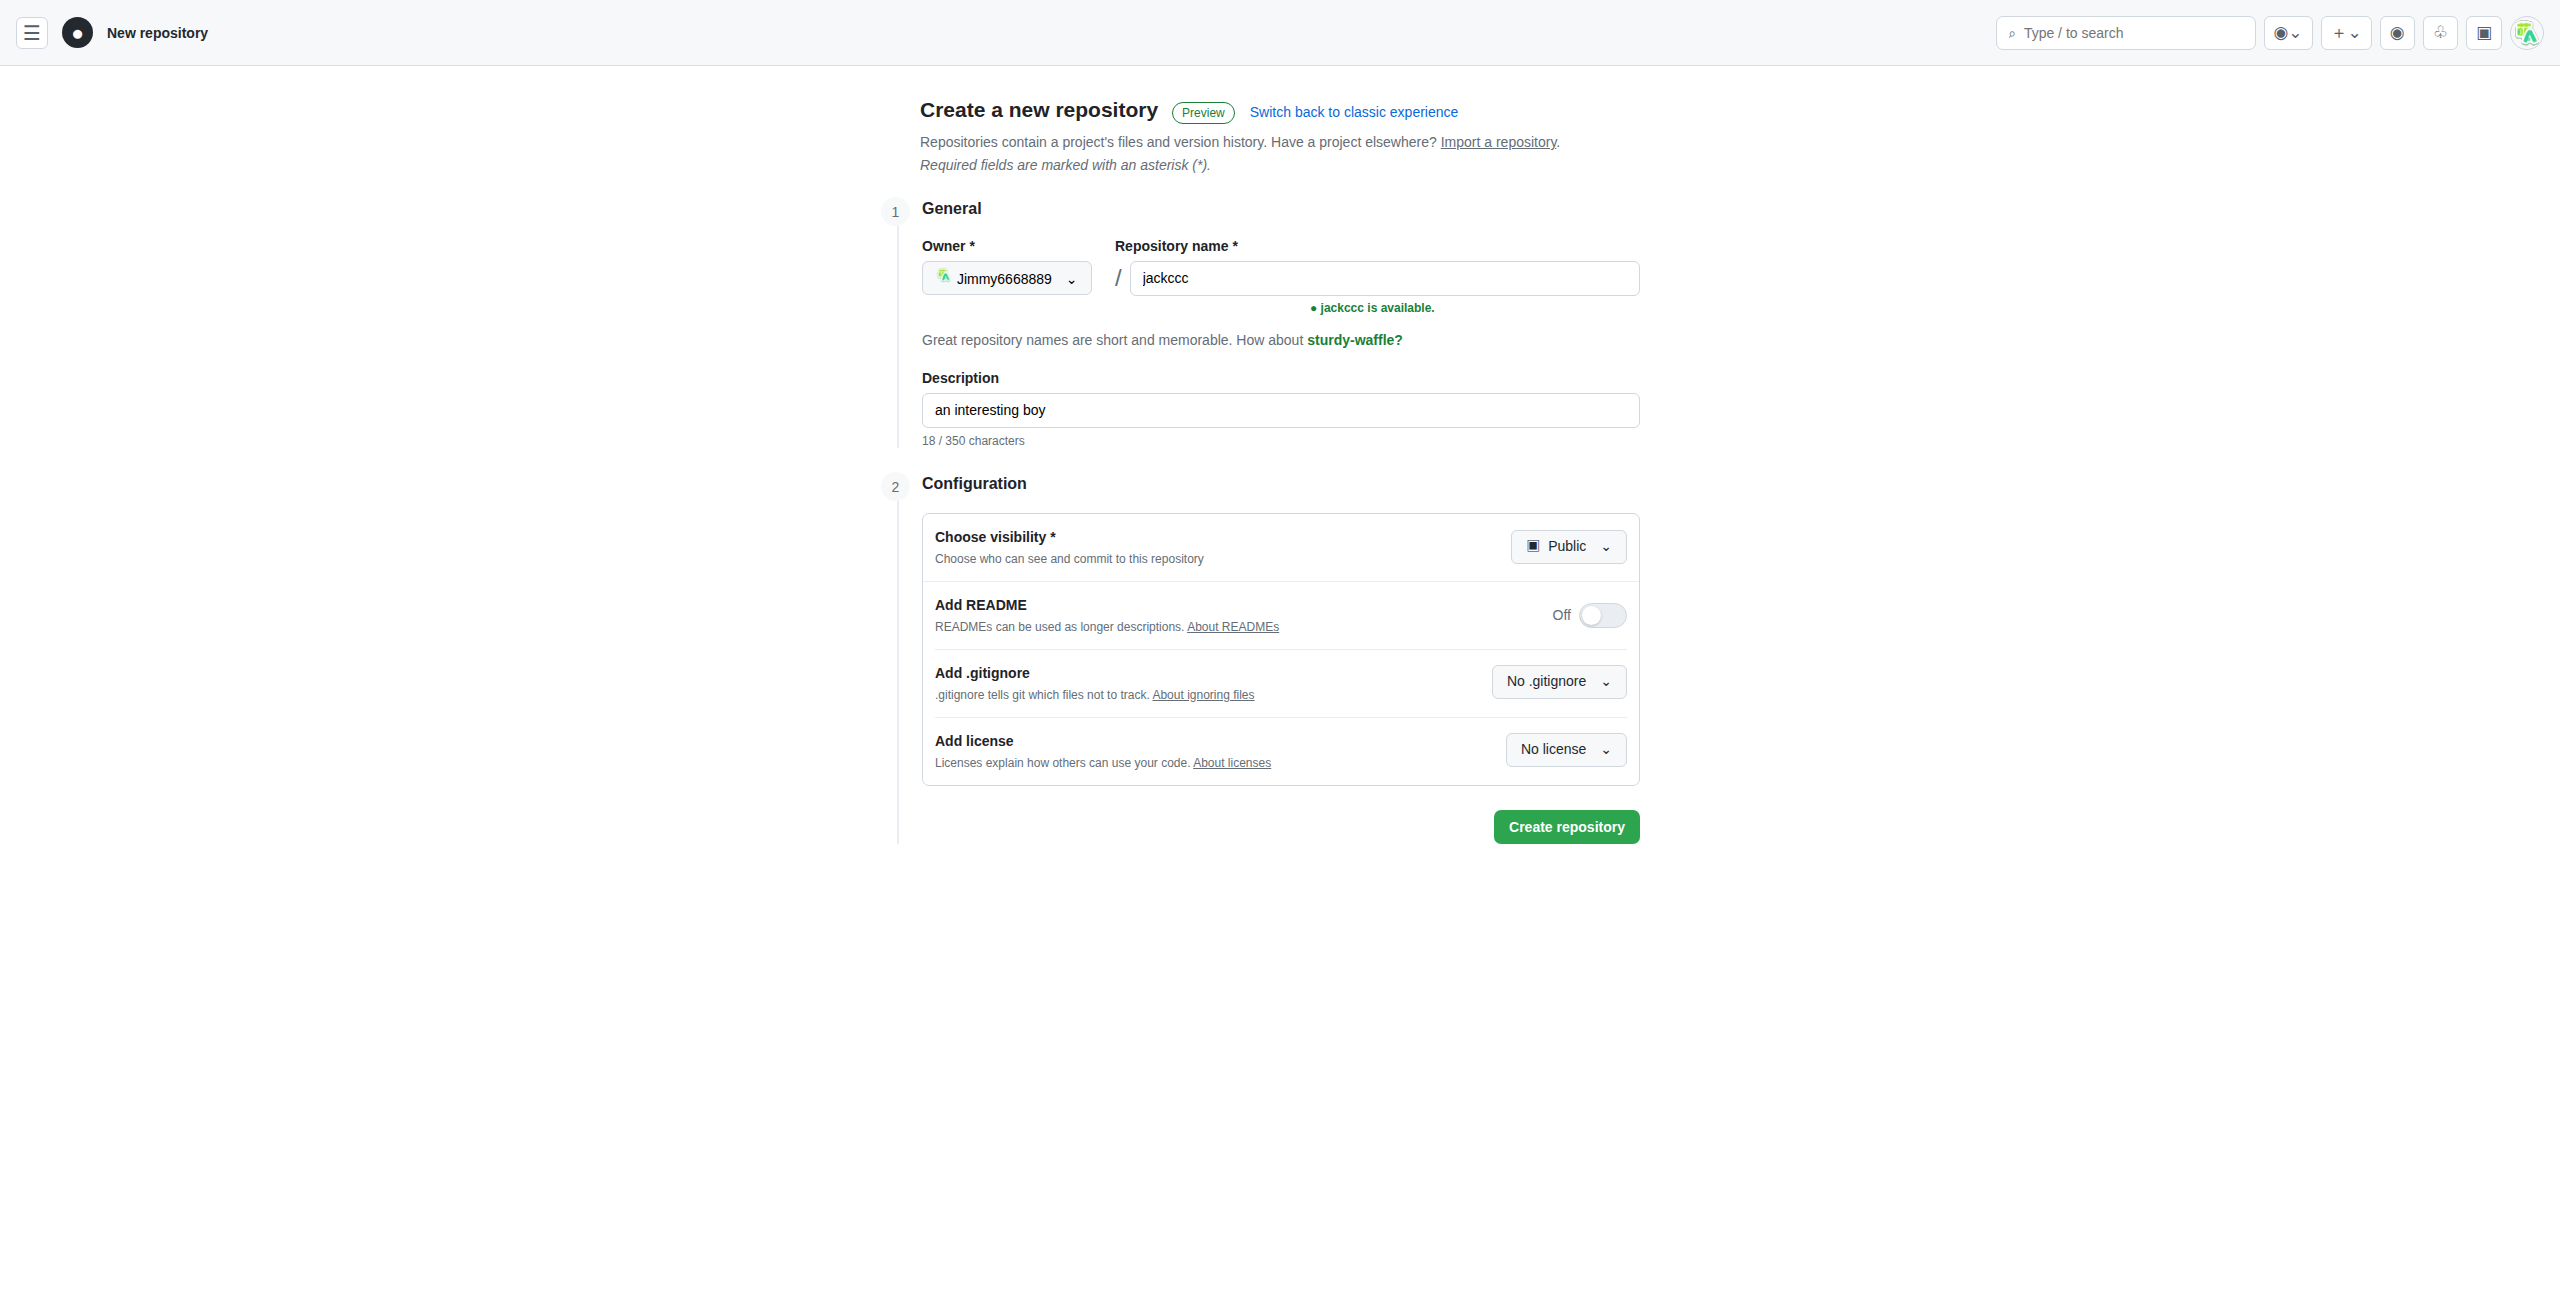 New repository
Type / to search
Create a new repository Preview Switch back to classic experience
Repositories contain a project's files and version history. Have a project elsewhere? Import a repository.
Required fields are marked with an asterisk (*).
1 General
Owner * Repository name *
Jimmy6668889 / jackccc
● jackccc is available.
Great repository names are short and memorable. How about sturdy-waffle?
Description
an interesting boy
18 / 350 characters
2 Configuration
Choose visibility *
Choose who can see and commit to this repository
Public
Add README
READMEs can be used as longer descriptions. About READMEs
Off
Add .gitignore
.gitignore tells git which files not to track. About ignoring files
No .gitignore
Add license
Licenses explain how others can use your code. About licenses
No license
Create repository